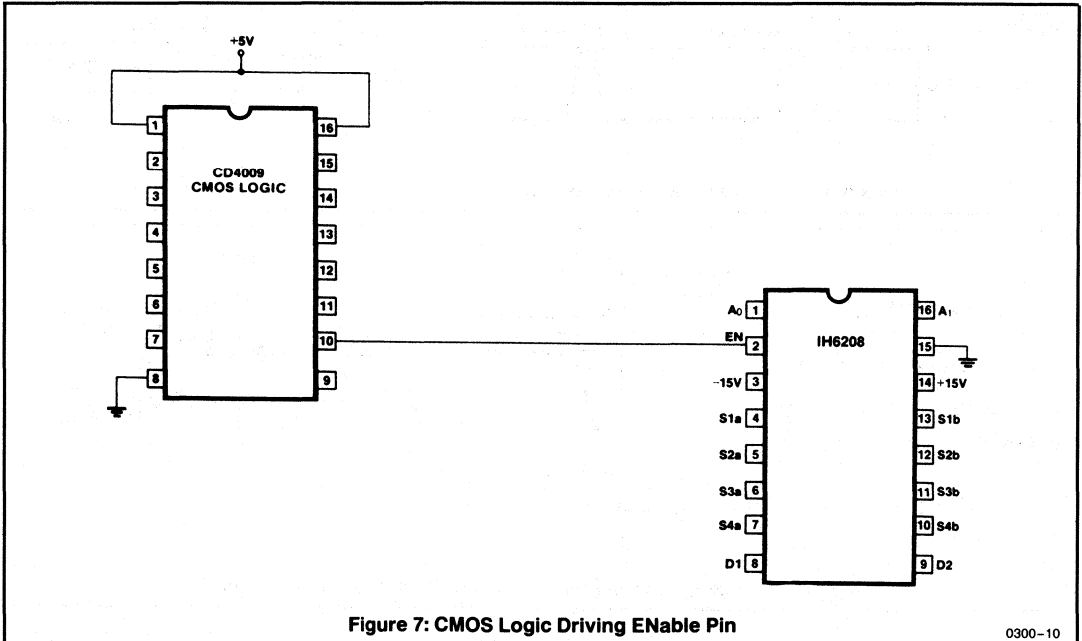 +5V
1
16
2
15
CD4009
CMOS LOGIC
3
14
4
13
5
12
6
11
7
10
8
9
A0 1
16 A1
EN 2
IH6208
15
-15V 3
14 +15V
S1a 4
13 S1b
S2a 5
12 S2b
S3a 6
11 S3b
S4a 7
10 S4b
D1 8
9 D2
Figure 7: CMOS Logic Driving ENable Pin
0300-10